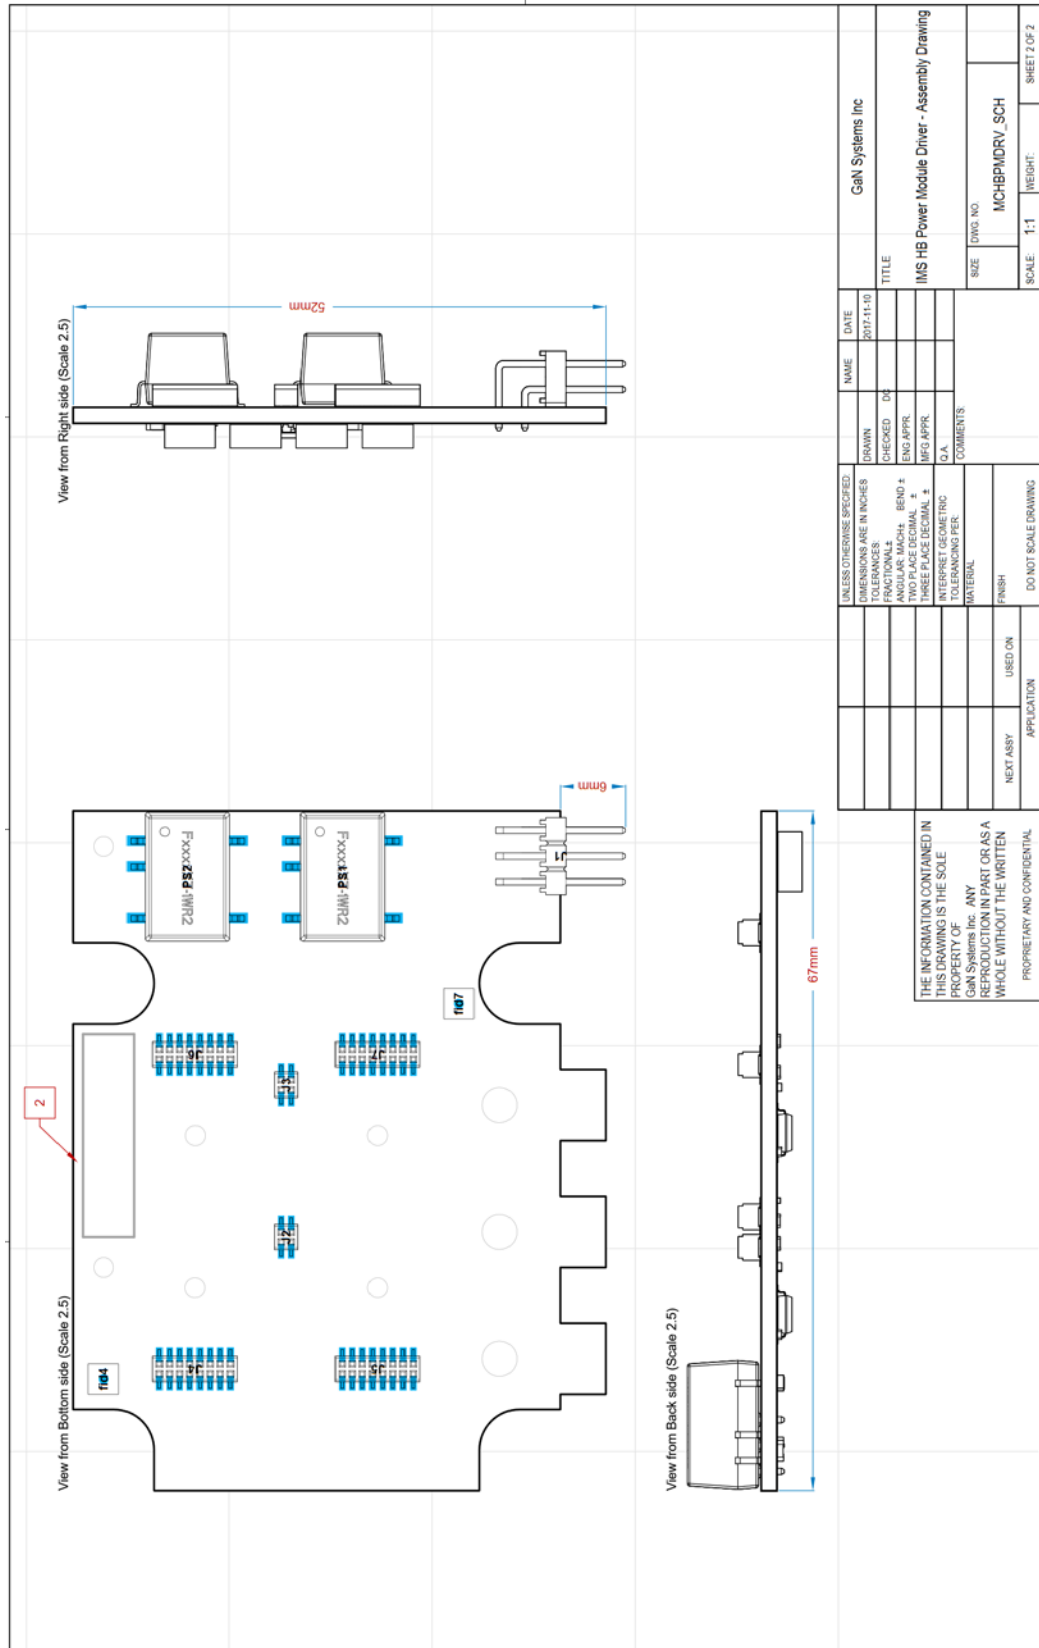 View from Bottom side (Scale 2.5)
2
fid4
fid7
J4
J5
J2
J3
J6
J7
PS2
PS1
J1
6mm
View from Right side (Scale 2.5)
52mm
View from Back side (Scale 2.5)
67mm
THE INFORMATION CONTAINED IN
THIS DRAWING IS THE SOLE
PROPERTY OF
GaN Systems Inc. ANY
REPRODUCTION IN PART OR AS A
WHOLE WITHOUT THE WRITTEN
PROPRIETARY AND CONFIDENTIAL
NEXT ASSY
USED ON
APPLICATION
UNLESS OTHERWISE SPECIFIED:
DIMENSIONS ARE IN INCHES
TOLERANCES:
FRACTIONAL±
ANGULAR: MACH± BEND ±
TWO PLACE DECIMAL ±
THREE PLACE DECIMAL ±
INTERPRET GEOMETRIC
TOLERANCING PER:
MATERIAL
FINISH
DO NOT SCALE DRAWING
NAME
DATE
DRAWN
2017-11-10
CHECKED
DG
ENG APPR.
MFG APPR.
Q.A.
COMMENTS:
GaN Systems Inc
TITLE
IMS HB Power Module Driver - Assembly Drawing
SIZE
DWG. NO.
MCHBPMDRV_SCH
SCALE: 1:1
WEIGHT:
SHEET 2 OF 2